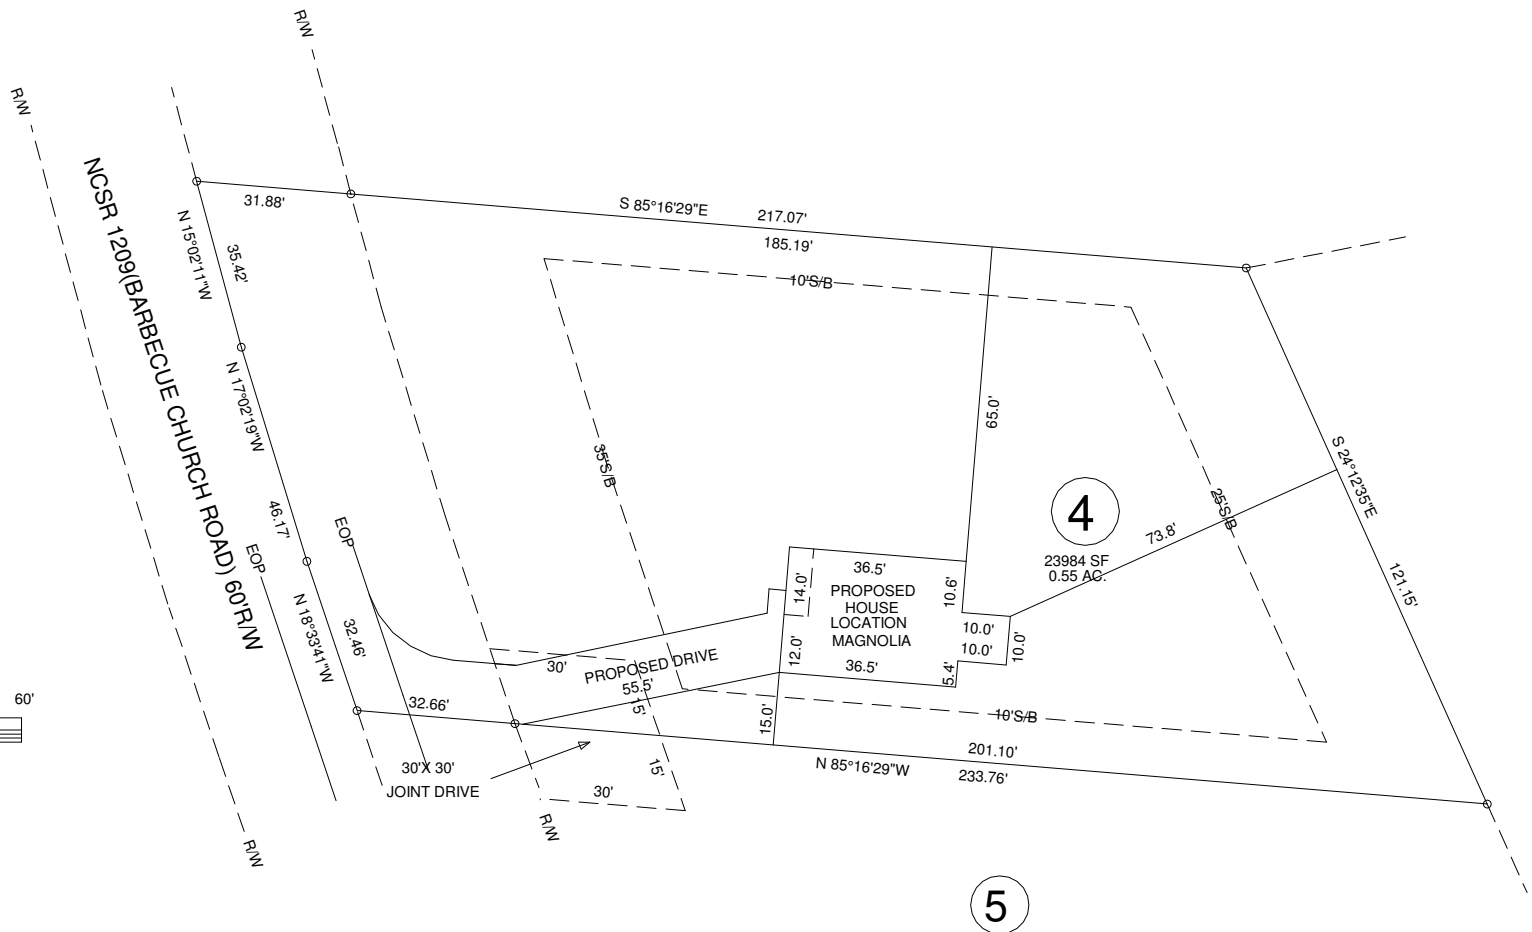 R/W
R/W
NCSR 1209(BARBECUE CHURCH ROAD) 60'R/W
31.88'
S 85°16'29"E
217.07'
185.19'
N 15°02'11"W
35.42'
10'S/B
N 17°02'19"W
46.17'
35'S/B
65.0'
4
23984 SF
0.55 AC.
73.8'
25'S/B
S 24°12'35"E
121.15'
EOP
EOP
N 18°33'41"W
32.46'
36.5'
14.0'
10.6'
PROPOSED
HOUSE
LOCATION
MAGNOLIA
10.0'
10.0'
10.0'
12.0'
36.5'
5.4'
30'
PROPOSED DRIVE
55.5'
15'
32.66'
15.0'
10'S/B
60'
30'X 30'
JOINT DRIVE
15'
30'
N 85°16'29"W
201.10'
233.76'
R/W
R/W
5